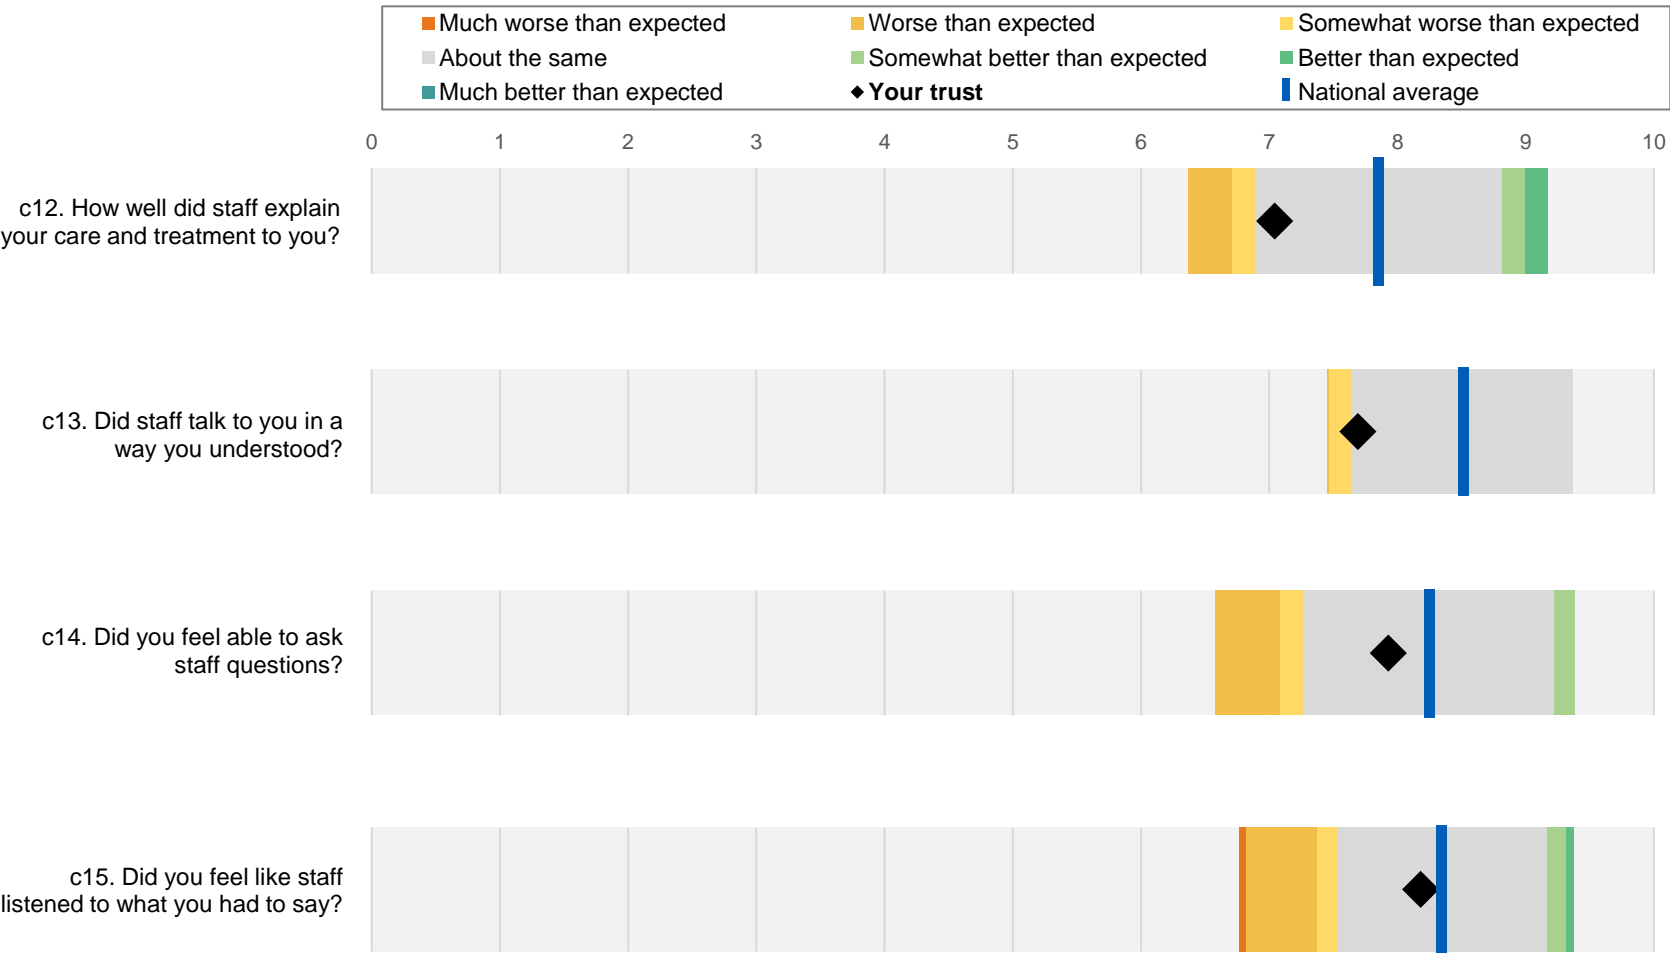 Much worse than expected
Worse than expected
Somewhat worse than expected
About the same
Somewhat better than expected
Better than expected
Much better than expected
Your trust
National average
0 1 2 3 4 5 6 7 8 9 10
c12. How well did staff explain
your care and treatment to you?
c13. Did staff talk to you in a
way you understood?
c14. Did you feel able to ask
staff questions?
c15. Did you feel like staff
listened to what you had to say?